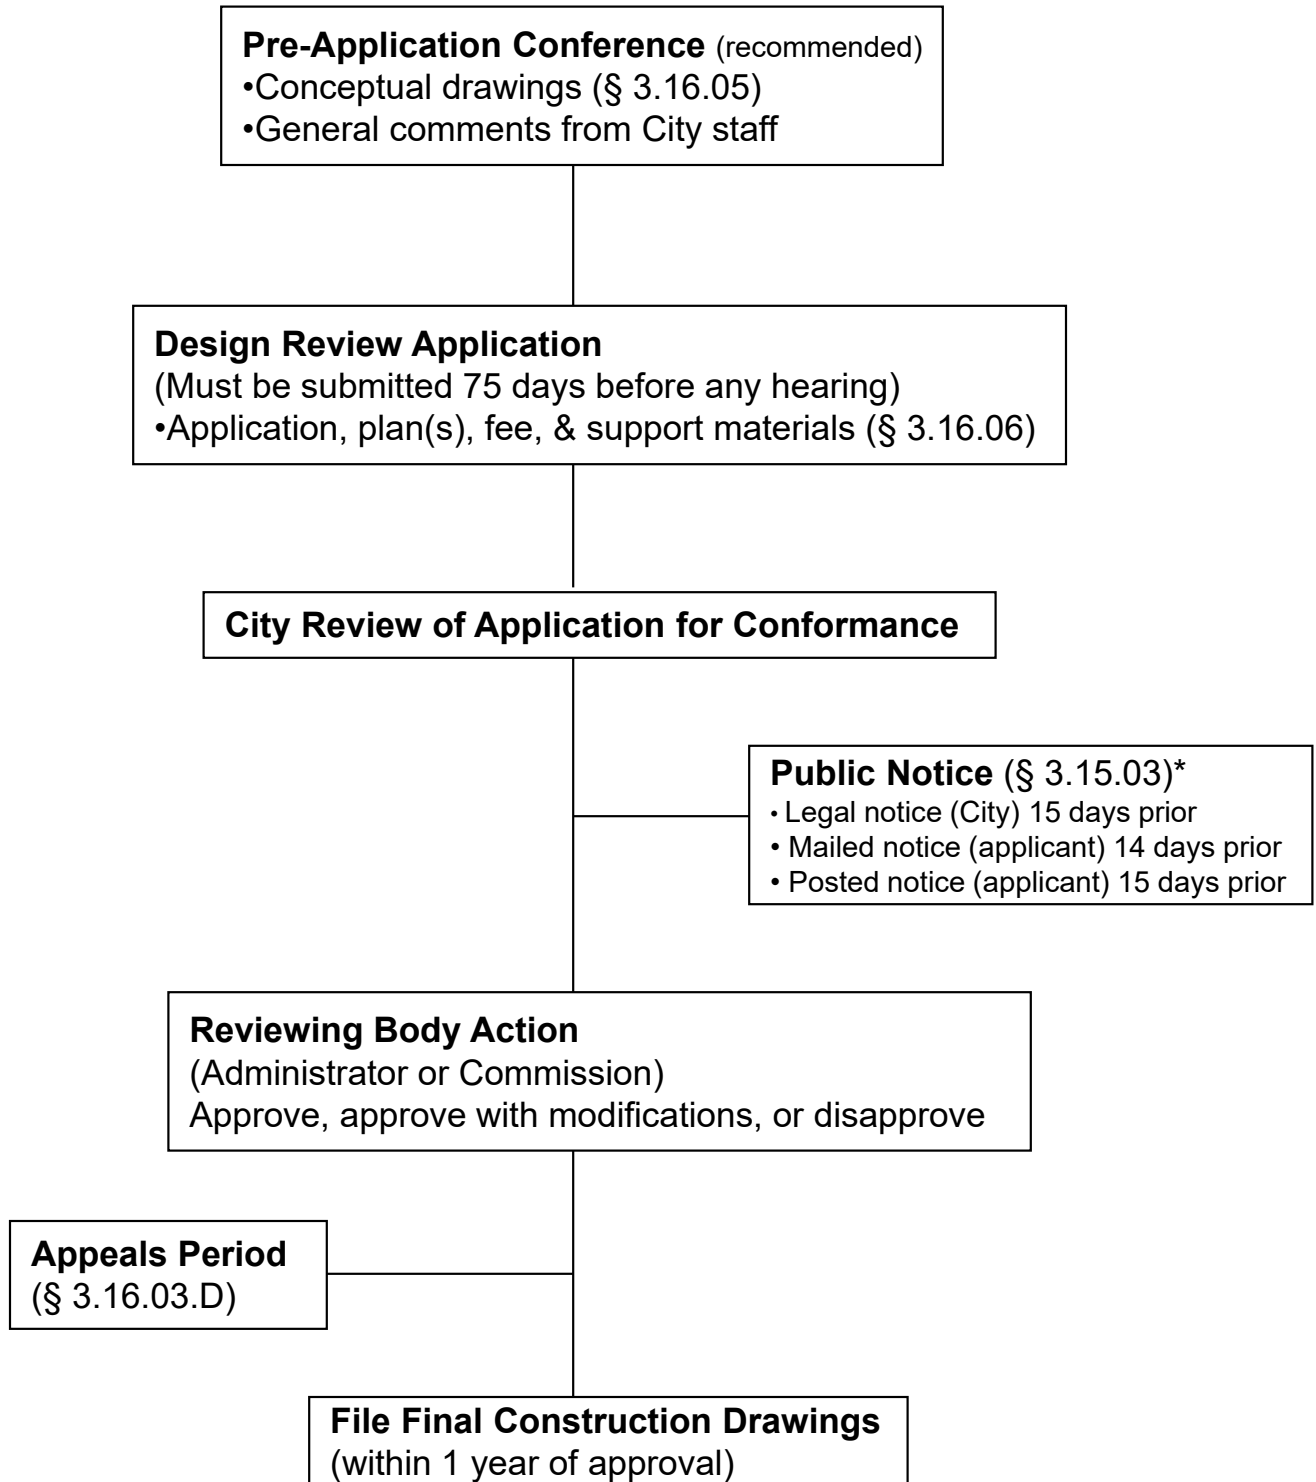 Pre-Application Conference (recommended)
•Conceptual drawings (§ 3.16.05)
•General comments from City staff
Design Review Application
(Must be submitted 75 days before any hearing)
•Application, plan(s), fee, & support materials (§ 3.16.06)
City Review of Application for Conformance
Public Notice (§ 3.15.03)*
• Legal notice (City) 15 days prior
• Mailed notice (applicant) 14 days prior
• Posted notice (applicant) 15 days prior
Reviewing Body Action
(Administrator or Commission)
Approve, approve with modifications, or disapprove
Appeals Period
(§ 3.16.03.D)
File Final Construction Drawings
(within 1 year of approval)